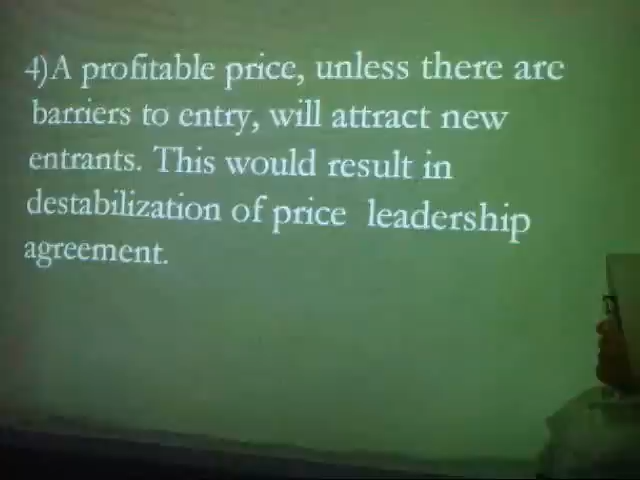 4)A profitable price, unless there are
barriers to entry, will attract new
entrants. This would result in
destabilization of price leadership
agreement.